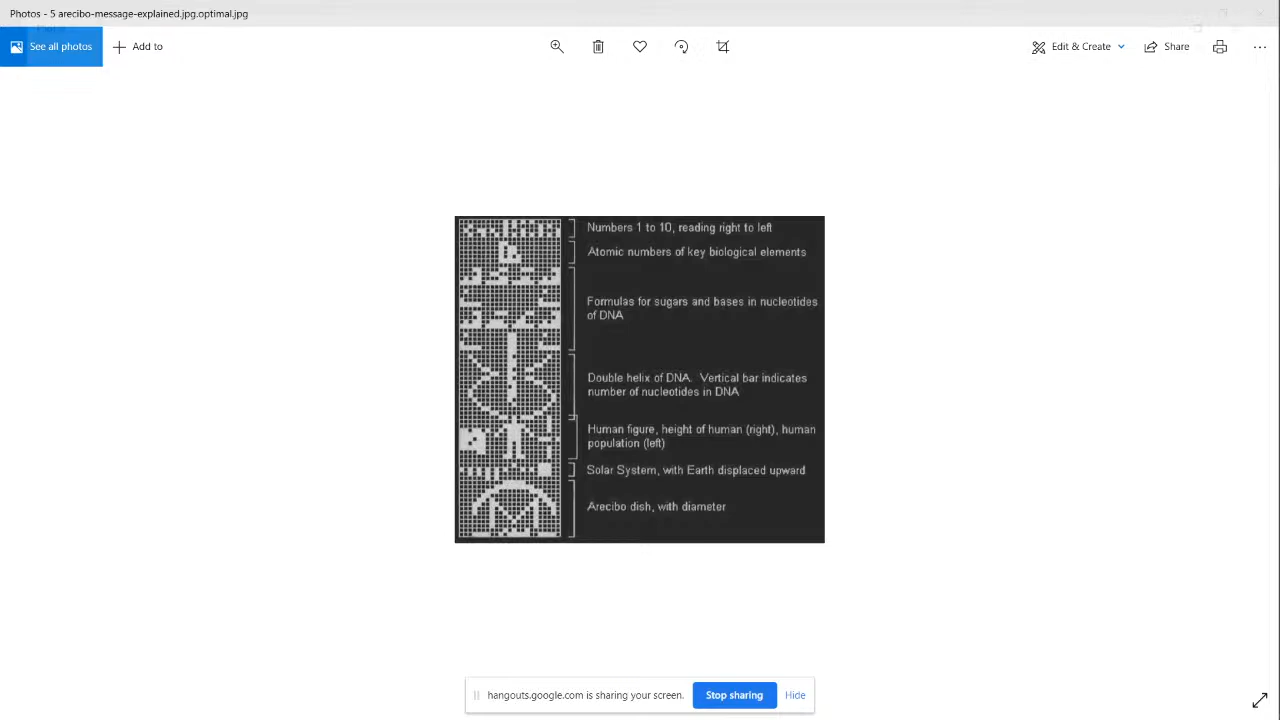 Photos - 5 arecibo-message-explained.jpg.optimal.jpg
See all photos
Add to
Edit & Create
Share
Numbers 1 to 10, reading right to left
Atomic numbers of key biological elements
Formulas for sugars and bases in nucleotides
of DNA
Double helix of DNA. Vertical bar indicates
number of nucleotides in DNA
Human figure, height of human (right), human
population (left)
Solar System, with Earth displaced upward
Arecibo dish, with diameter
hangouts.google.com is sharing your screen.
Stop sharing
Hide